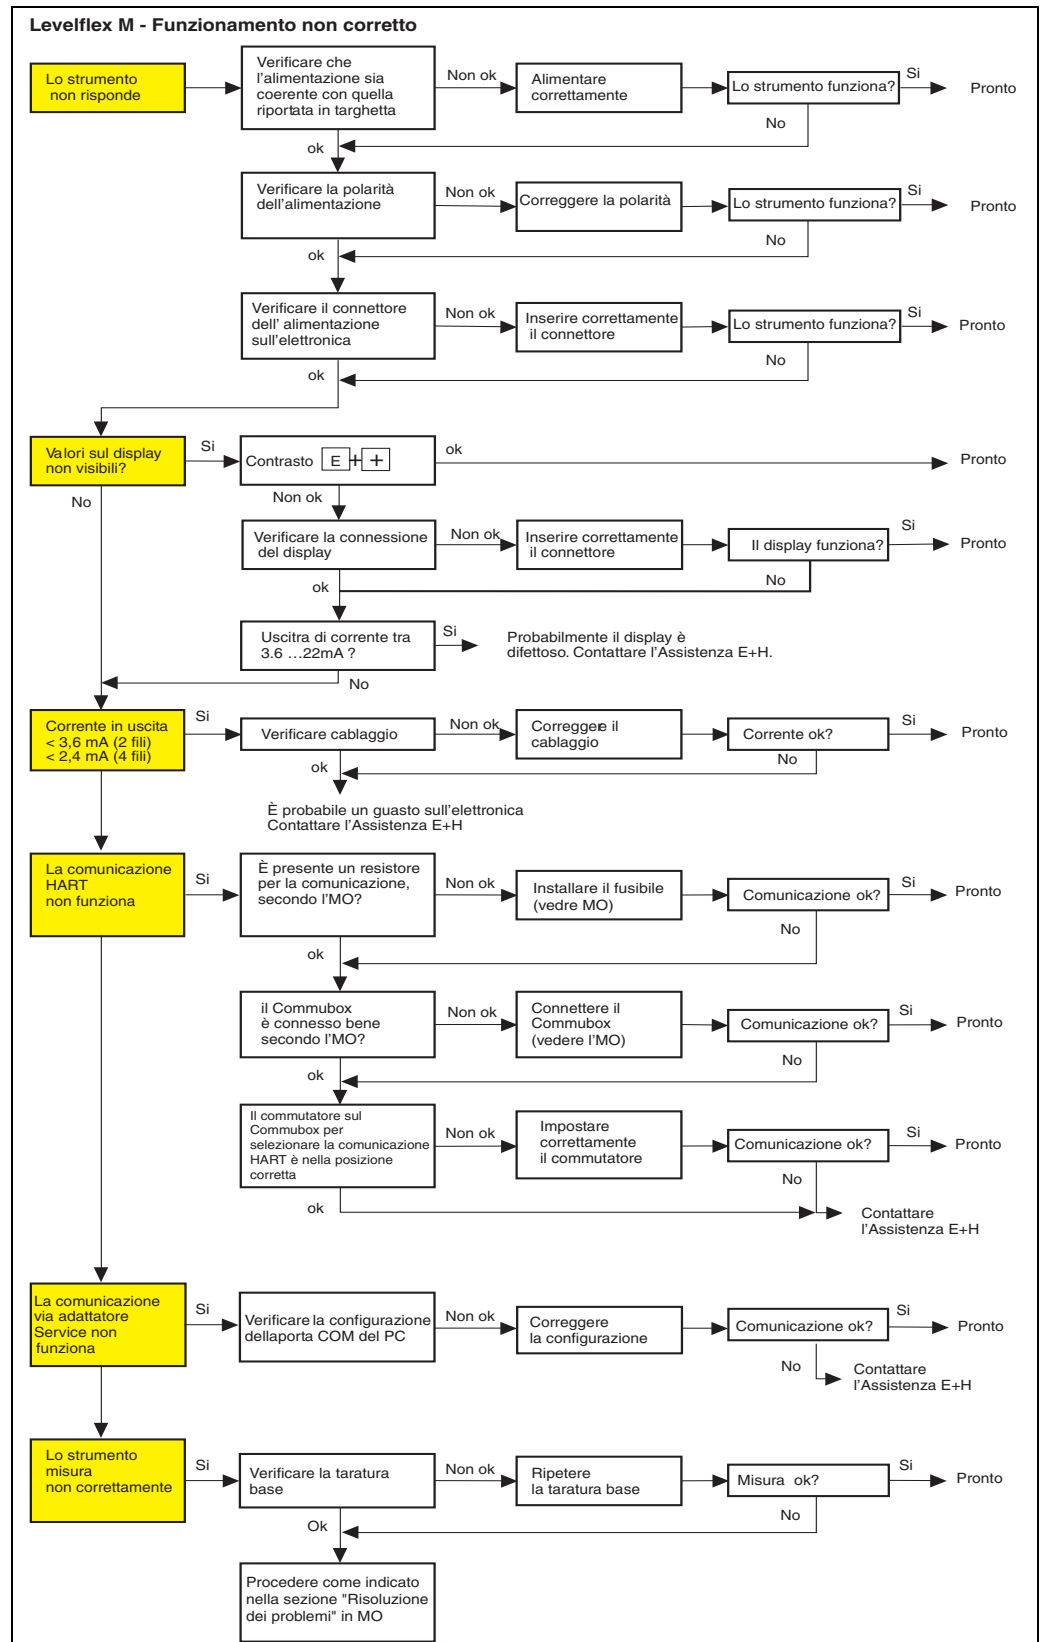 Levelflex M - Funzionamento non corretto
Lo strumento
non risponde
Verificare che
l'alimentazione sia
coerente con quella
riportata in targhetta
Non ok
Alimentare
correttamente
Lo strumento funziona?
Si
Pronto
No
ok
Verificare la polarità
dell'alimentazione
Non ok
Correggere la polarità
Lo strumento funziona?
Si
Pronto
No
ok
Verificare il connettore
dell' alimentazione
sull'elettronica
Non ok
Inserire correttamente
il connettore
Lo strumento funziona?
Si
Pronto
No
ok
Valori sul display
non visibili?
Si
Contrasto E + +
ok
Pronto
No
Non ok
Verificare la connessione
del display
Non ok
Inserire correttamente
il connettore
Il display funziona?
Si
Pronto
No
ok
Uscitra di corrente tra
3.6 ...22mA ?
Si
Probabilmente il display è
difettoso. Contattare l'Assistenza E+H.
No
Corrente in uscita
< 3,6 mA (2 fili)
< 2,4 mA (4 fili)
Si
Verificare cablaggio
Non ok
Correggere il
cablaggio
Corrente ok?
Si
Pronto
No
ok
È probabile un guasto sull'elettronica
Contattare l'Assistenza E+H
La comunicazione
HART
non funziona
Si
È presente un resistore
per la comunicazione,
secondo l'MO?
Non ok
Installare il fusibile
(vedre MO)
Comunicazione ok?
Si
Pronto
No
ok
il Commubox
è connesso bene
secondo l'MO?
Non ok
Connettere il
Commubox
(vedere l'MO)
Comunicazione ok?
Si
Pronto
No
ok
Il commutatore sul
Commubox per
selezionare la comunicazione
HART è nella posizione
corretta
Non ok
Impostare
correttamente
il commutatore
Comunicazione ok?
Si
Pronto
No
ok
Contattare
l'Assistenza E+H
La comunicazione
via adattatore
Service non
funziona
Si
Verificare la configurazione
dellaporta COM del PC
Non ok
Correggere
la configurazione
Comunicazione ok?
Si
Pronto
No
Contattare
l'Assistenza E+H
Lo strumento
misura
non correttamente
Si
Verificare la taratura
base
Non ok
Ripetere
la taratura base
Misura ok?
Si
Pronto
No
Ok
Procedere come indicato
nella sezione "Risoluzione
dei problemi" in MO